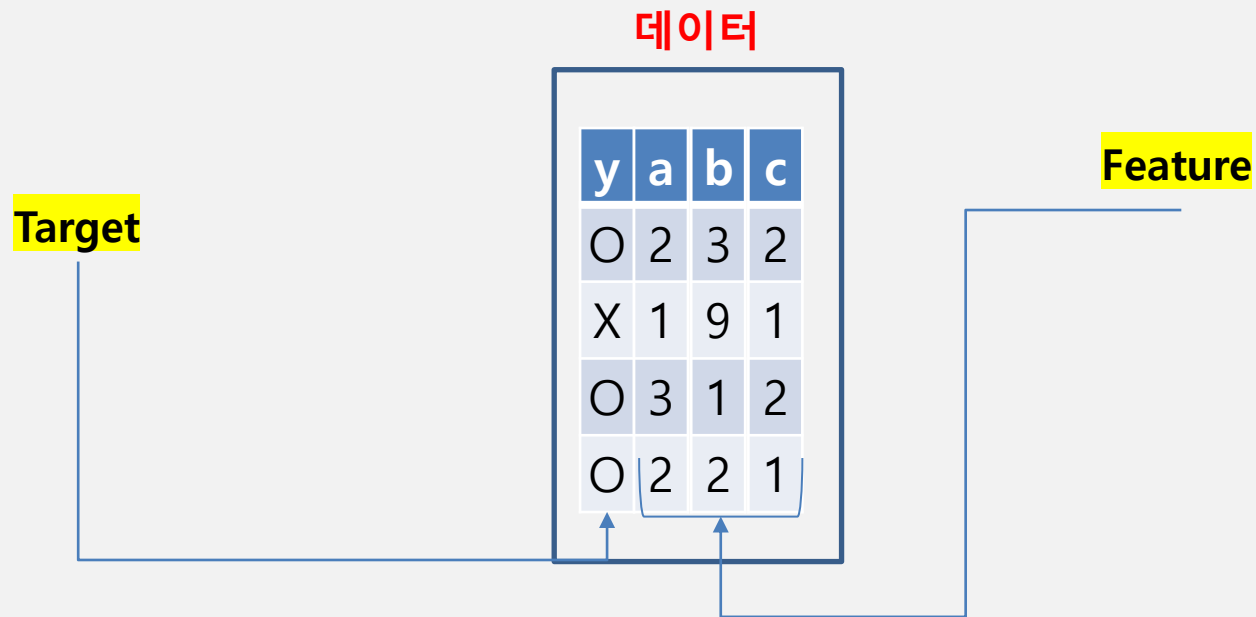 데이터
Feature
Target
y a b c
O 2 3 2
X 1 9 1
O 3 1 2
O 2 2 1